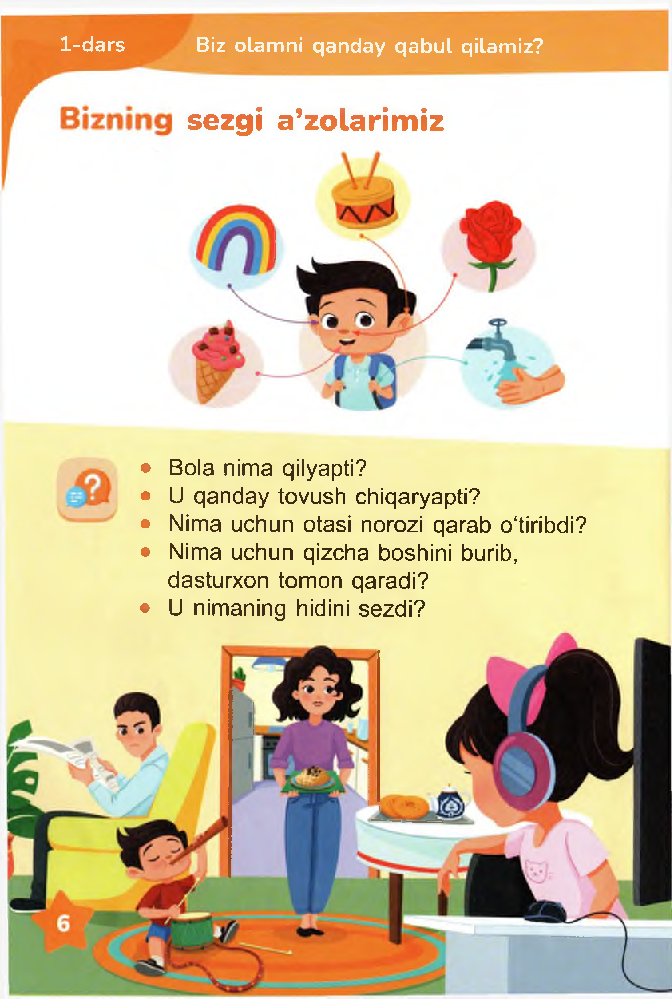 1-dars
Biz olamni qanday qabul qilamiz?
Bizning sezgi a’zolarimiz
?
• Bola nima qilyapti?
• U qanday tovush chiqaryapti?
• Nima uchun otasi norozi qarab o‘tiribdi?
• Nima uchun qizcha boshini burib,
dasturxon tomon qaradi?
• U nimaning hidini sezdi?
6